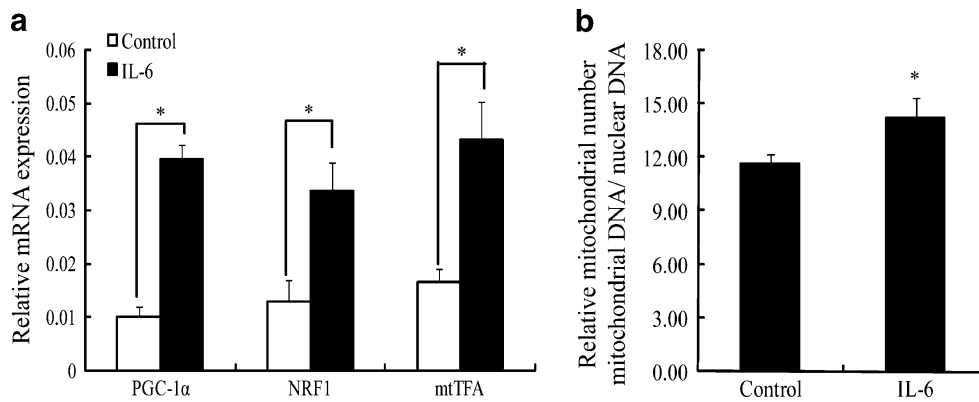 a
Control
IL-6
Relative mRNA expression
0.06
0.05
0.04
0.03
0.02
0.01
0
*
*
*
PGC-1α
NRF1
mtTFA
b
Relative mitochondrial number
mitochondrial DNA/ nuclear DNA
18.00
15.00
12.00
9.00
6.00
3.00
0.00
*
Control
IL-6